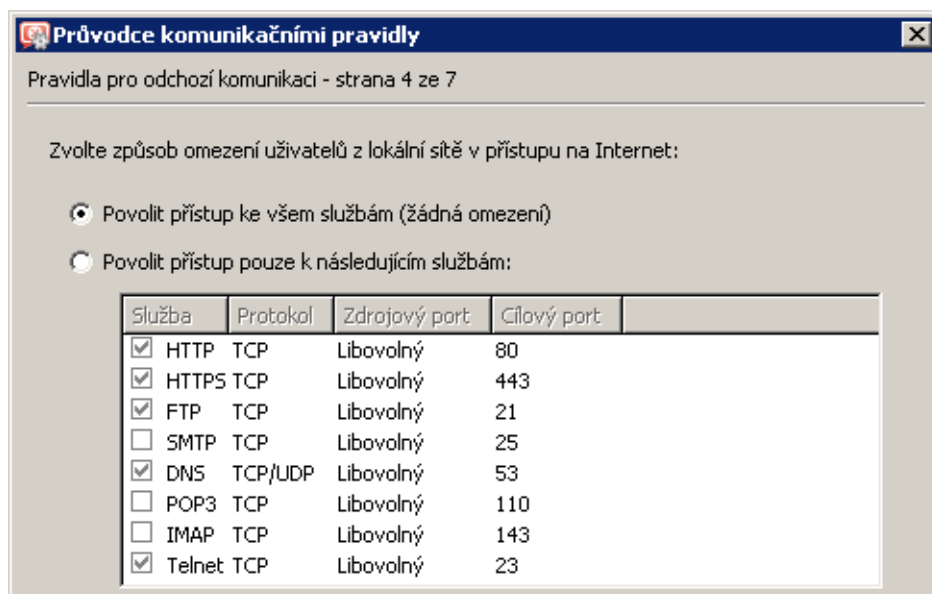 Průvodce komunikačními pravidly
Pravidla pro odchozí komunikaci - strana 4 ze 7
Zvolte způsob omezení uživatelů z lokální sítě v přístupu na Internet:
Povolit přístup ke všem službám (žádná omezení)
Povolit přístup pouze k následujícím službám:
Služba Protokol Zdrojový port Cílový port
HTTP TCP Libovolný 80
HTTPS TCP Libovolný 443
FTP TCP Libovolný 21
SMTP TCP Libovolný 25
DNS TCP/UDP Libovolný 53
POP3 TCP Libovolný 110
IMAP TCP Libovolný 143
Telnet TCP Libovolný 23